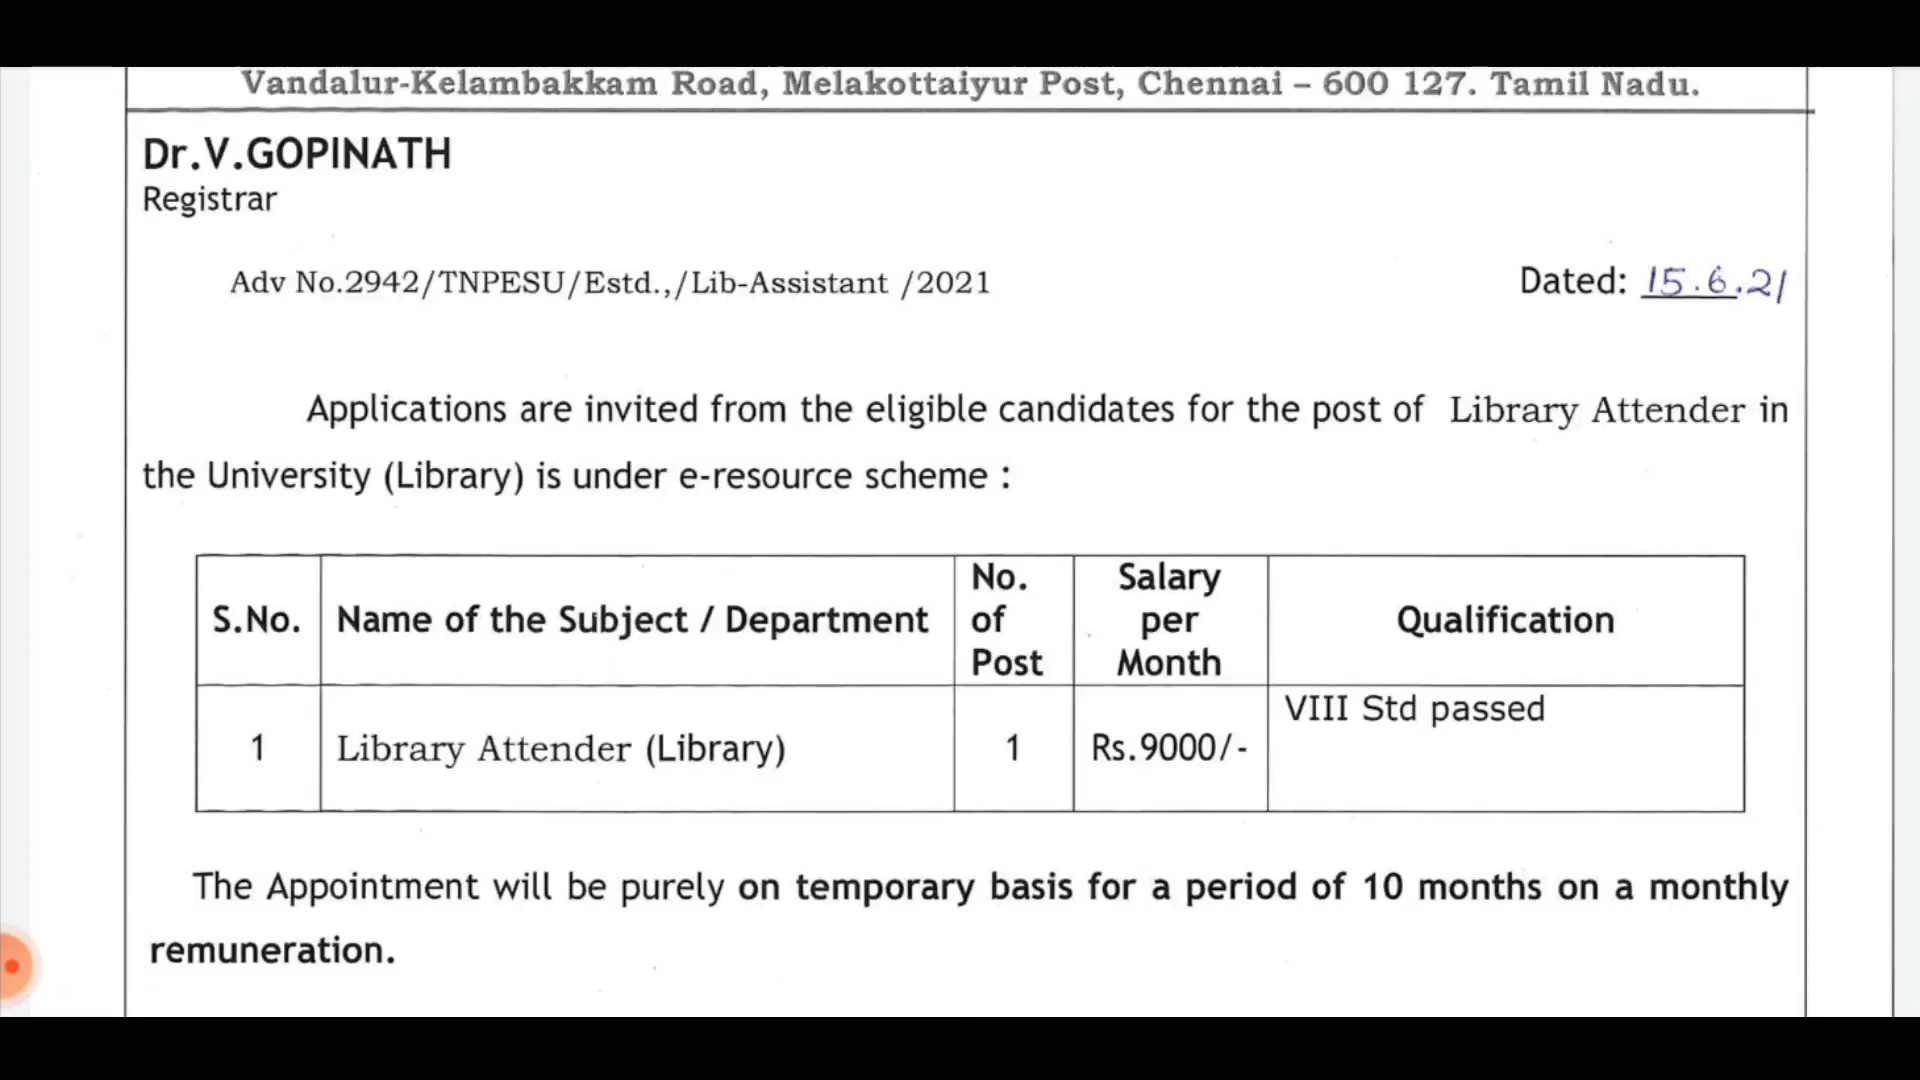 Vandalur-Kelambakkam Road, Melakottaiyur Post, Chennai – 600 127. Tamil Nadu.
Dr.V.GOPINATH
Registrar
Adv No.2942/TNPESU/Estd.,/Lib-Assistant /2021 Dated: 15.6.21
Applications are invited from the eligible candidates for the post of Library Attender in
the University (Library) is under e-resource scheme :
S.No. Name of the Subject / Department No. of Post Salary per Month Qualification
1 Library Attender (Library) 1 Rs.9000/- VIII Std passed
The Appointment will be purely on temporary basis for a period of 10 months on a monthly
remuneration.